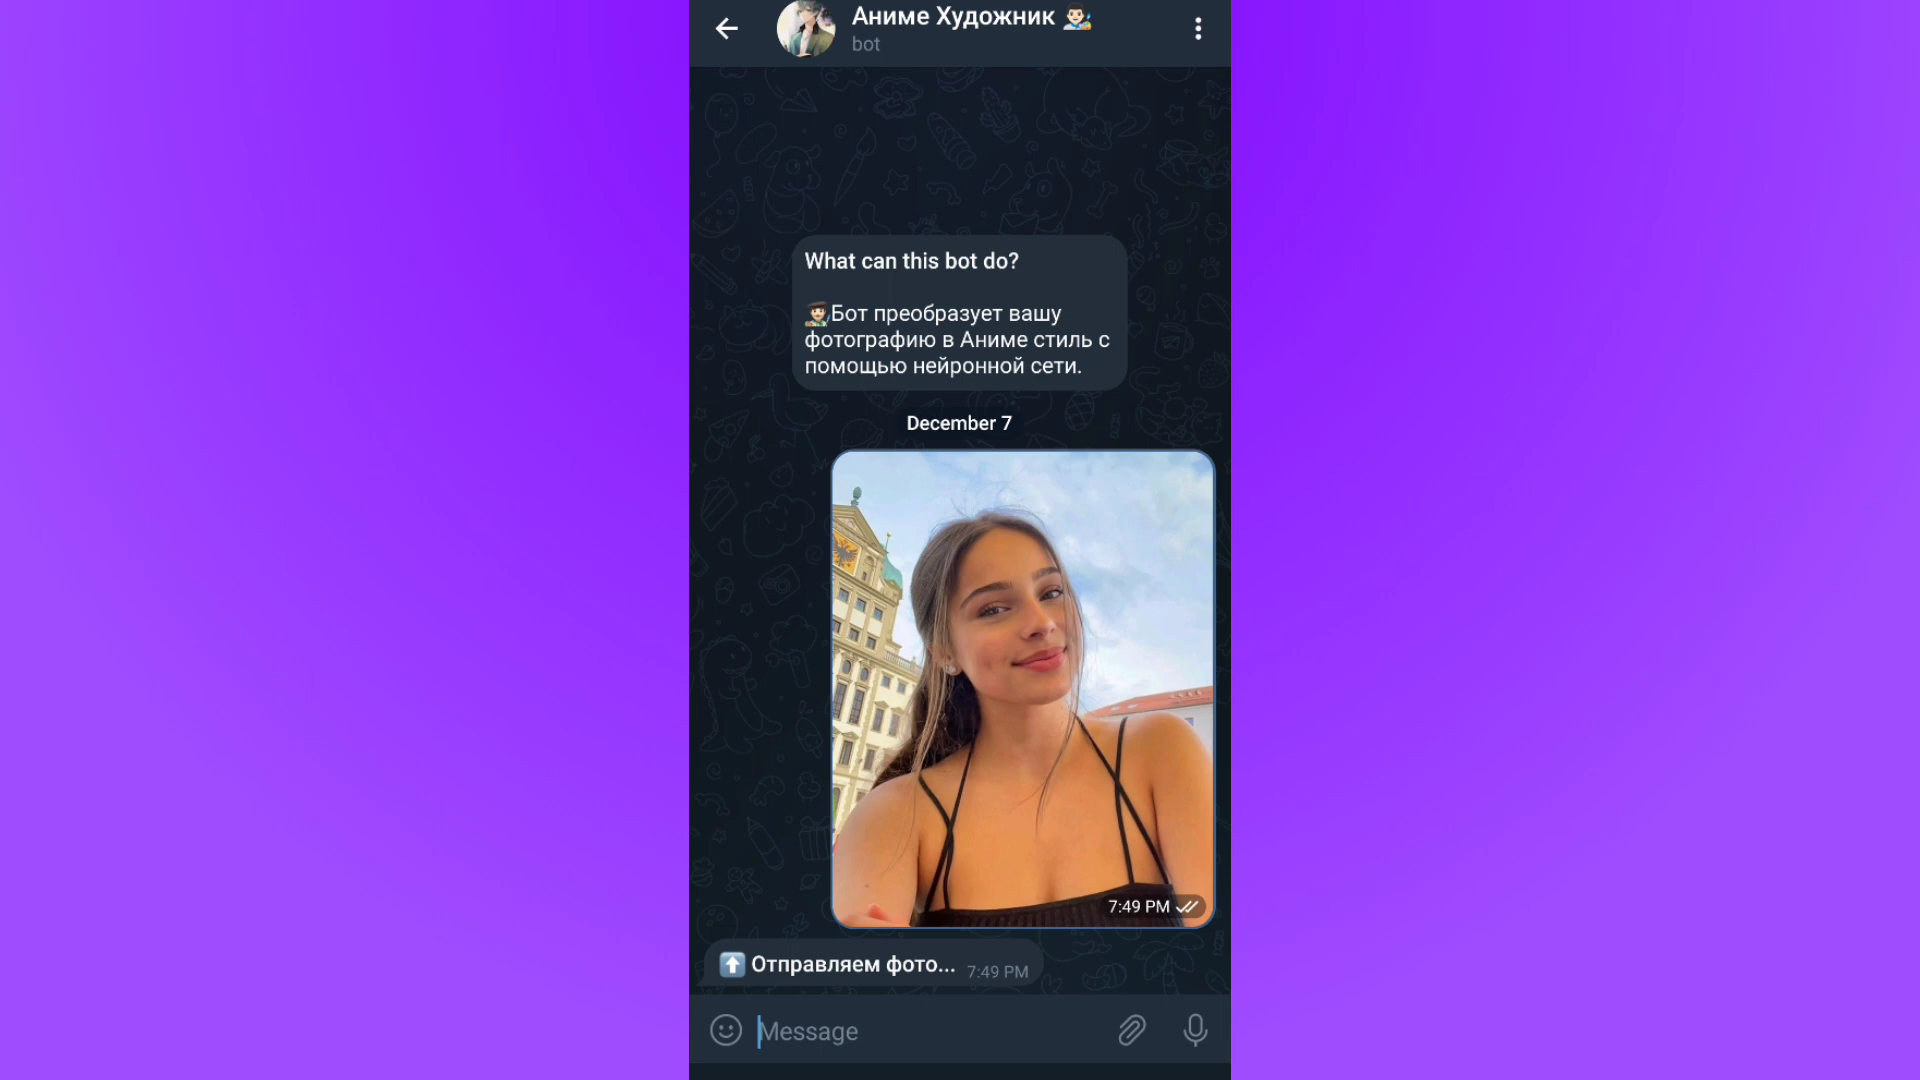 Аниме Художник 👨🏻‍🎨
bot
What can this bot do?
👨🏻‍🎨Бот преобразует вашу
фотографию в Аниме стиль с
помощью нейронной сети.
December 7
7:49 PM
⬆️ Отправляем фото... 7:49 PM
Message